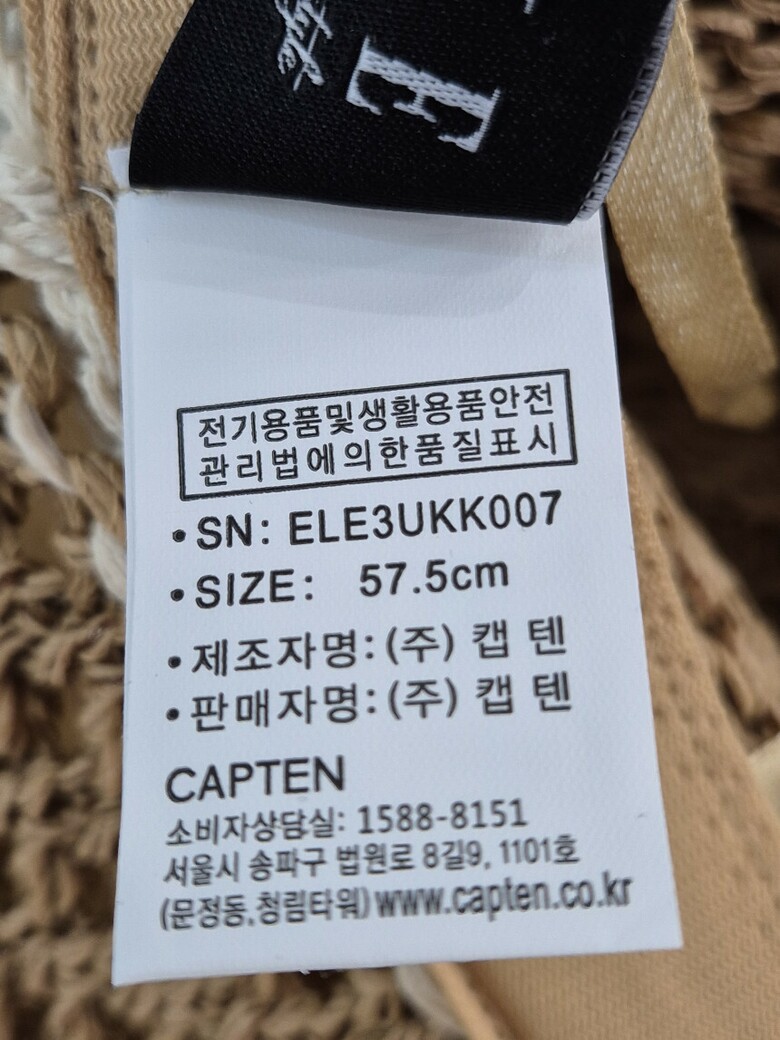 E
전기용품및생활용품안전
관리법에의한품질표시
•SN: ELE3UKK007
•SIZE: 57.5cm
•제조자명:(주) 캡 텐
•판매자명:(주) 캡 텐
CAPTEN
소비자상담실: 1588-8151
서울시 송파구 법원로 8길9, 1101호
(문정동,청림타워)www.capten.co.kr